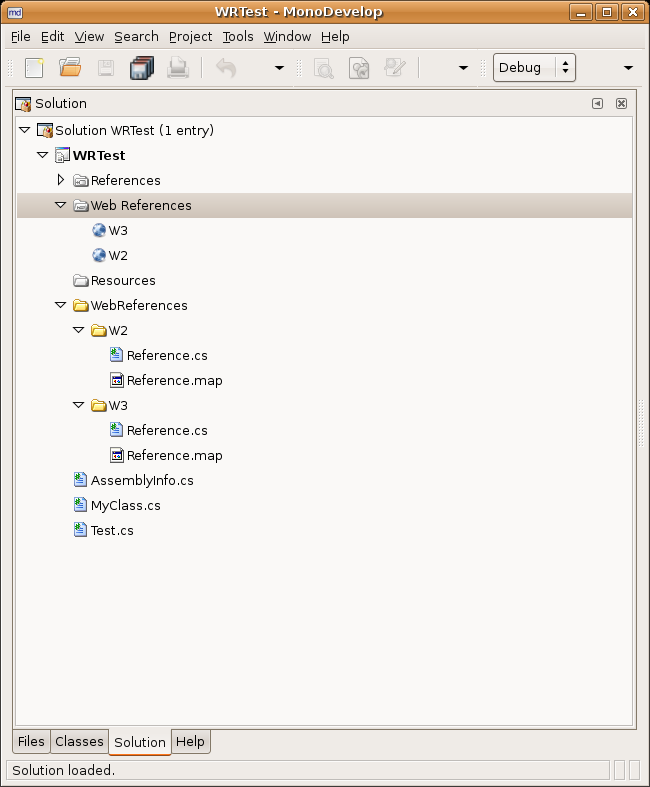 WRTest - MonoDevelop
File Edit View Search Project Tools Window Help
Debug
Solution
Solution WRTest (1 entry)
WRTest
References
Web References
W3
W2
Resources
WebReferences
W2
Reference.cs
Reference.map
W3
Reference.cs
Reference.map
AssemblyInfo.cs
MyClass.cs
Test.cs
Files Classes Solution Help
Solution loaded.